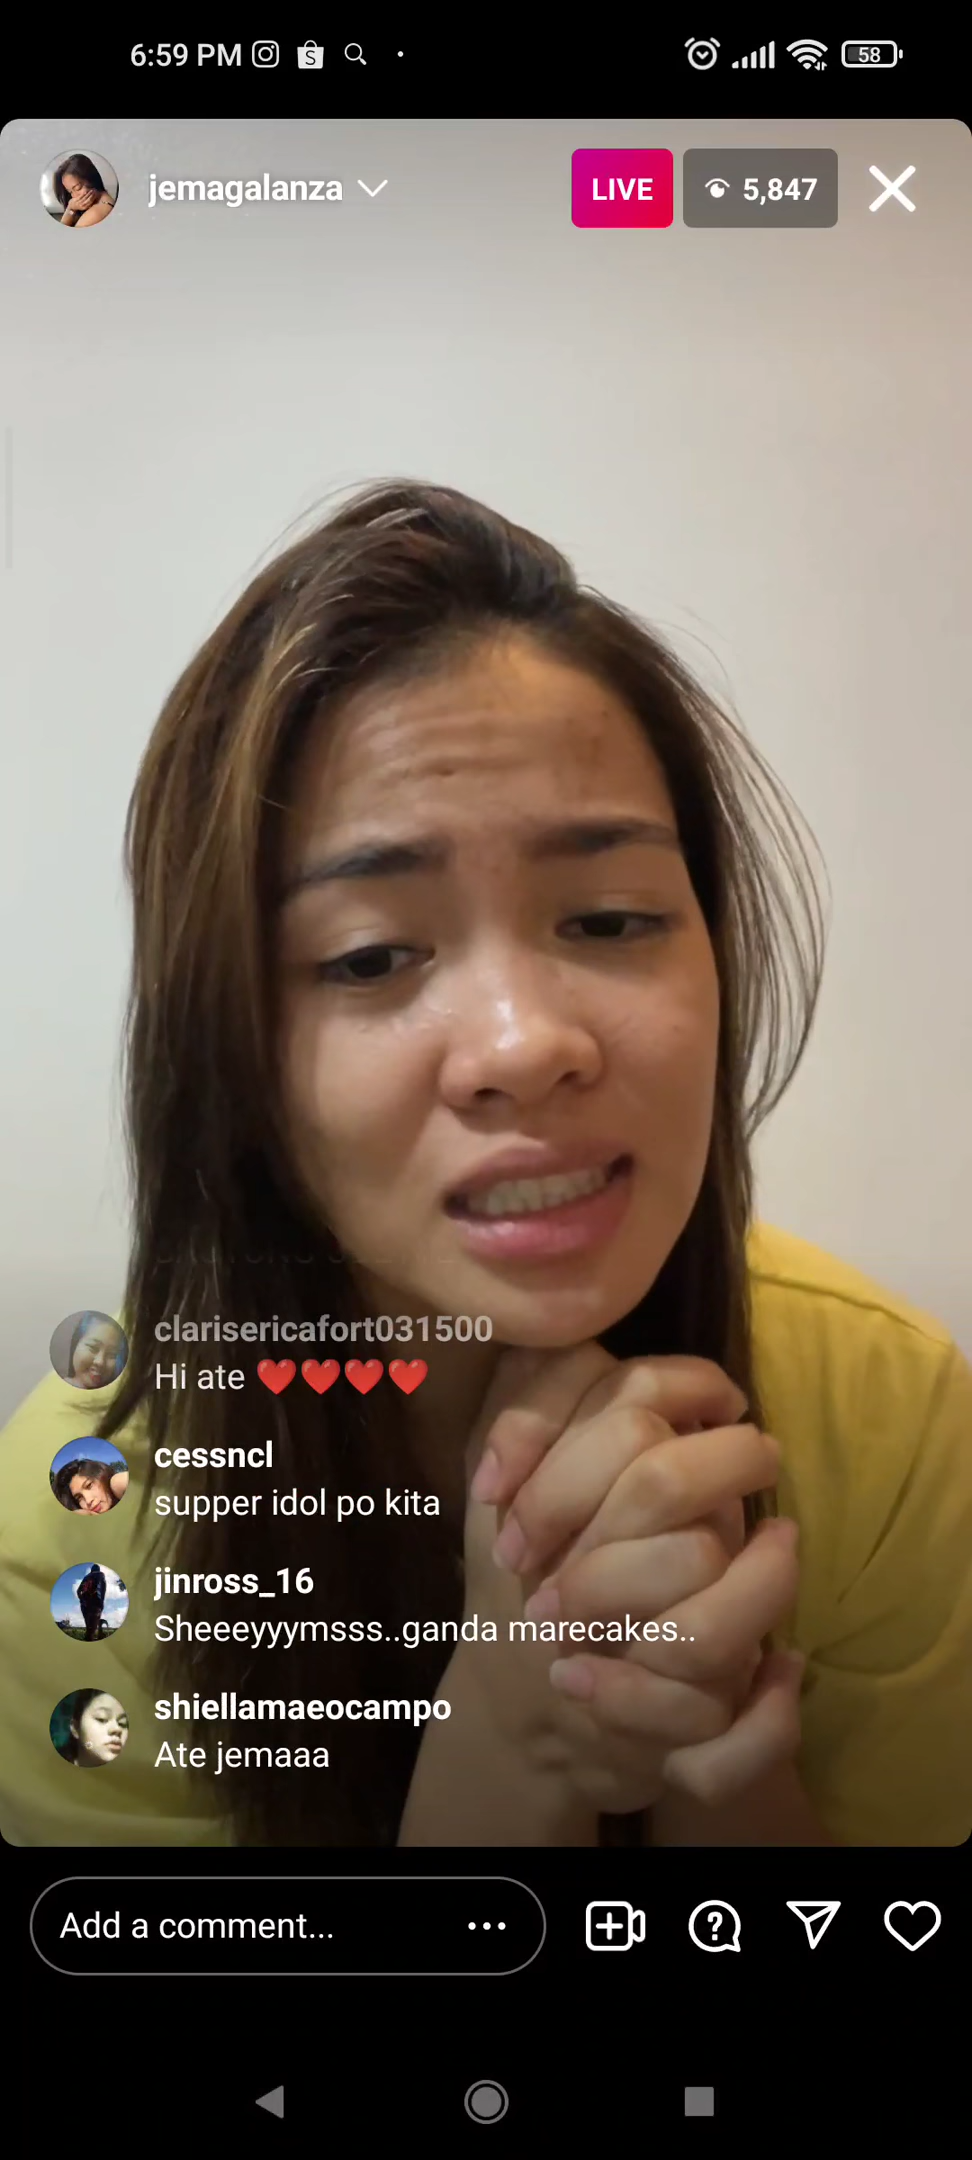 6:59 PM
58
jemagalanza
LIVE
5,847
clarisericafort031500
Hi ate ❤️❤️❤️❤️
cessncl
supper idol po kita
jinross_16
Sheeeyyymsss..ganda marecakes..
shiellamaeocampo
Ate jemaaa
Add a comment...